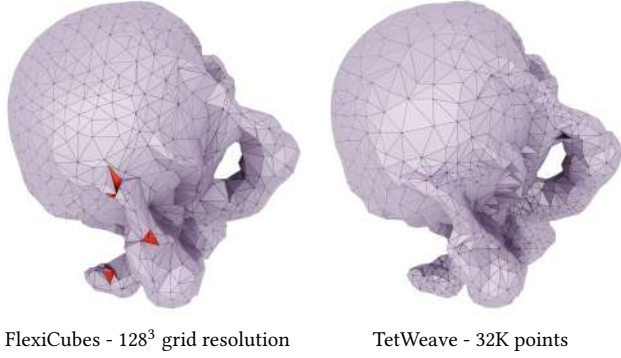 FlexiCubes - 128³ grid resolution
TetWeave - 32K points